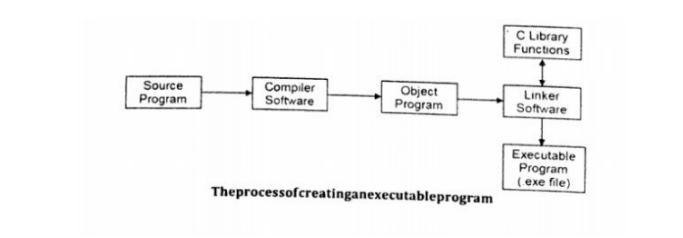 C Library
Functions
Source
Program
Compiler
Software
Object
Program
Linker
Software
Executable
Program
(.exe file)
Theprocessofcreatinganexecutableprogram